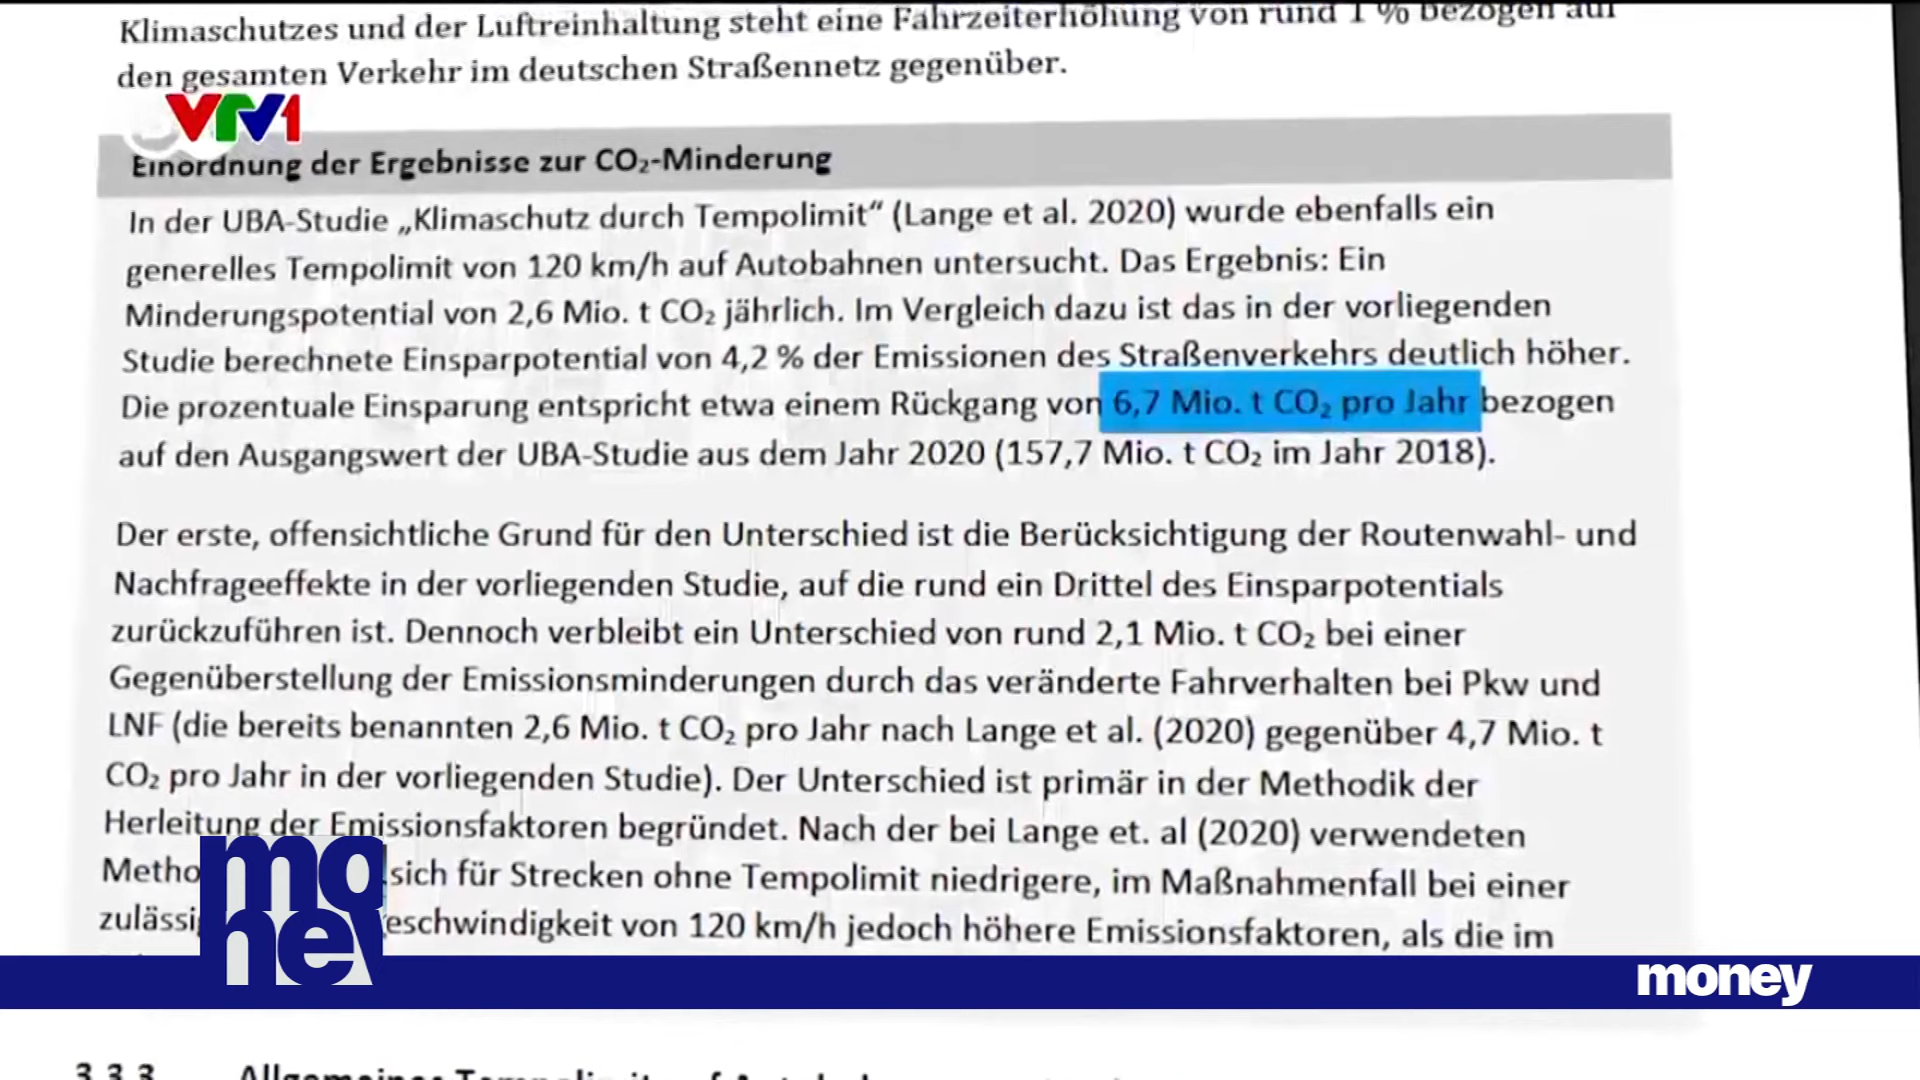 Klimaschutzes und der Luftreinhaltung steht eine Fahrzeiterhöhung von rund 1 % bezogen auf
den gesamten Verkehr im deutschen Straßennetz gegenüber.
VTV1
Einordnung der Ergebnisse zur CO₂-Minderung
In der UBA-Studie „Klimaschutz durch Tempolimit“ (Lange et al. 2020) wurde ebenfalls ein
generelles Tempolimit von 120 km/h auf Autobahnen untersucht. Das Ergebnis: Ein
Minderungspotential von 2,6 Mio. t CO₂ jährlich. Im Vergleich dazu ist das in der vorliegenden
Studie berechnete Einsparpotential von 4,2 % der Emissionen des Straßenverkehrs deutlich höher.
Die prozentuale Einsparung entspricht etwa einem Rückgang von 6,7 Mio. t CO₂ pro Jahr bezogen
auf den Ausgangswert der UBA-Studie aus dem Jahr 2020 (157,7 Mio. t CO₂ im Jahr 2018).
Der erste, offensichtliche Grund für den Unterschied ist die Berücksichtigung der Routenwahl- und
Nachfrageeffekte in der vorliegenden Studie, auf die rund ein Drittel des Einsparpotentials
zurückzuführen ist. Dennoch verbleibt ein Unterschied von rund 2,1 Mio. t CO₂ bei einer
Gegenüberstellung der Emissionsminderungen durch das veränderte Fahrverhalten bei Pkw und
LNF (die bereits benannten 2,6 Mio. t CO₂ pro Jahr nach Lange et al. (2020) gegenüber 4,7 Mio. t
CO₂ pro Jahr in der vorliegenden Studie). Der Unterschied ist primär in der Methodik der
Herleitung der Emissionsfaktoren begründet. Nach der bei Lange et. al (2020) verwendeten
Metho sich für Strecken ohne Tempolimit niedrigere, im Maßnahmenfall bei einer
zulässi eschwindigkeit von 120 km/h jedoch höhere Emissionsfaktoren, als die im
mo
ney
money
3.3.3